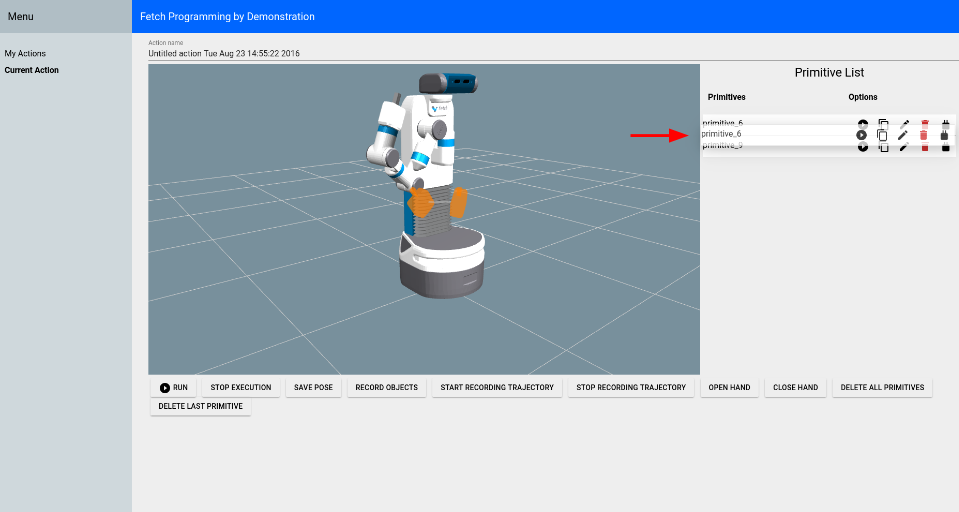 Menu
Fetch Programming by Demonstration
My Actions
Current Action
Action name
Untitled action Tue Aug 23 14:55:22 2016
Primitive List
Primitives Options
primitive_6
primitive_6
RUN STOP EXECUTION SAVE POSE RECORD OBJECTS START RECORDING TRAJECTORY STOP RECORDING TRAJECTORY OPEN HAND CLOSE HAND DELETE ALL PRIMITIVES
DELETE LAST PRIMITIVE